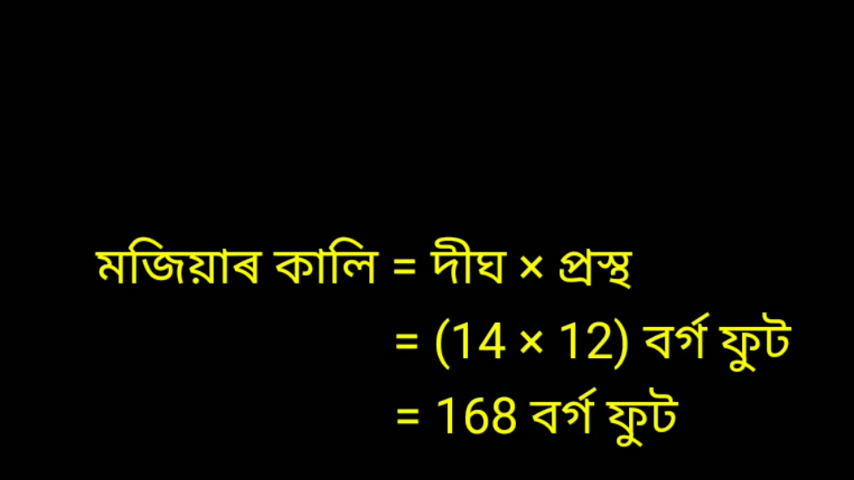 মজিয়াৰ কালি = দীঘ × প্ৰস্থ
= (14 × 12) বৰ্গ ফুট
= 168 বৰ্গ ফুট